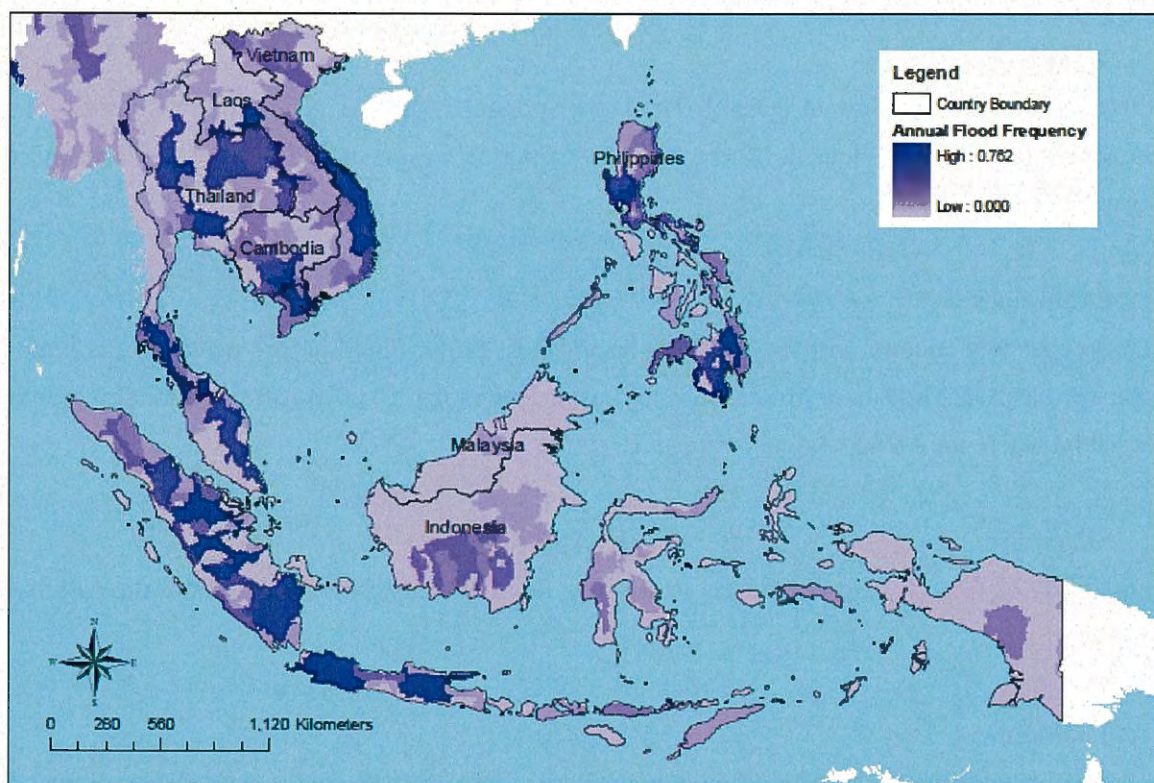 Vietnam
Laos
Thailand
Cambodia
Philippines
Malaysia
Indonesia
Legend
Country Boundary
Annual Flood Frequency
High : 0.762
Low : 0.000
N
W E
S
0 280 560 1,120 Kilometers